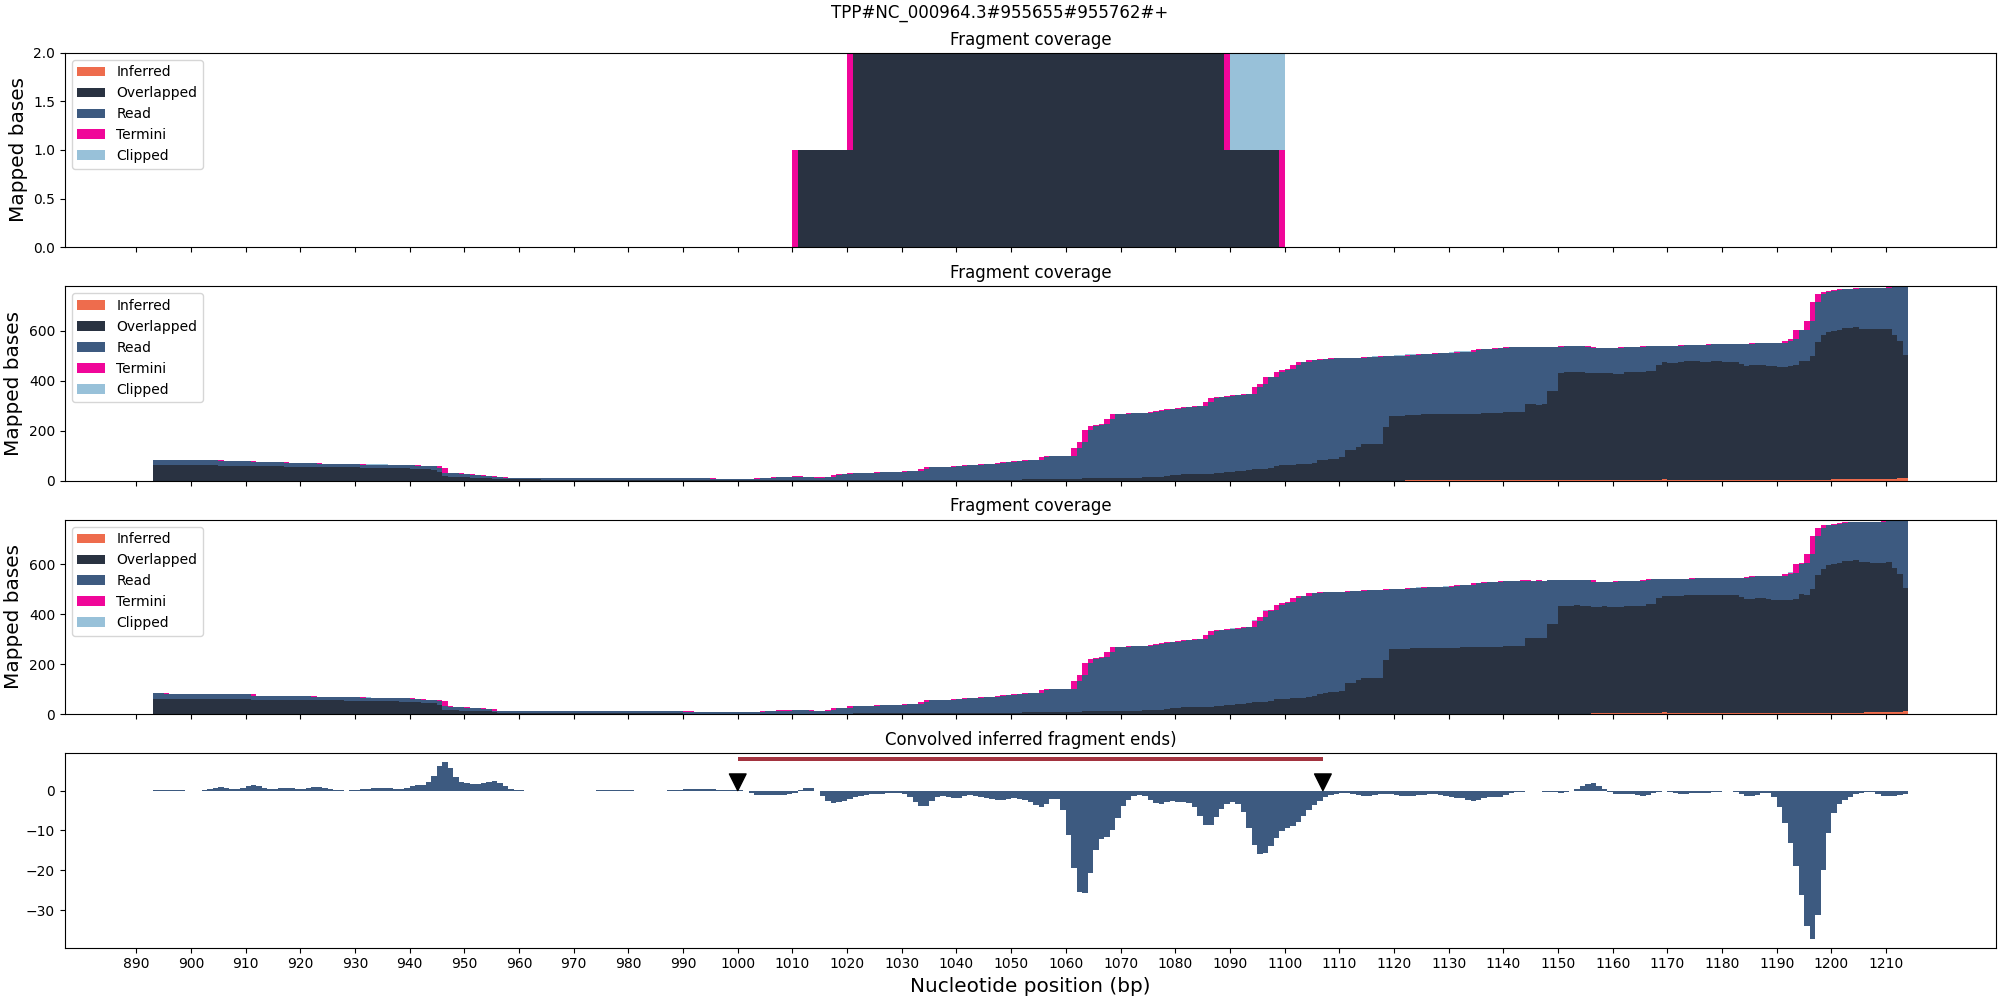 TPP#NC_000964.3#955655#955762#+
Fragment coverage
Mapped bases
2.0
1.5
1.0
0.5
0.0
Inferred
Overlapped
Read
Termini
Clipped
Fragment coverage
Mapped bases
600
400
200
0
Inferred
Overlapped
Read
Termini
Clipped
Fragment coverage
Mapped bases
600
400
200
0
Inferred
Overlapped
Read
Termini
Clipped
Convolved inferred fragment ends)
0
−10
−20
−30
890 900 910 920 930 940 950 960 970 980 990 1000 1010 1020 1030 1040 1050 1060 1070 1080 1090 1100 1110 1120 1130 1140 1150 1160 1170 1180 1190 1200 1210
Nucleotide position (bp)